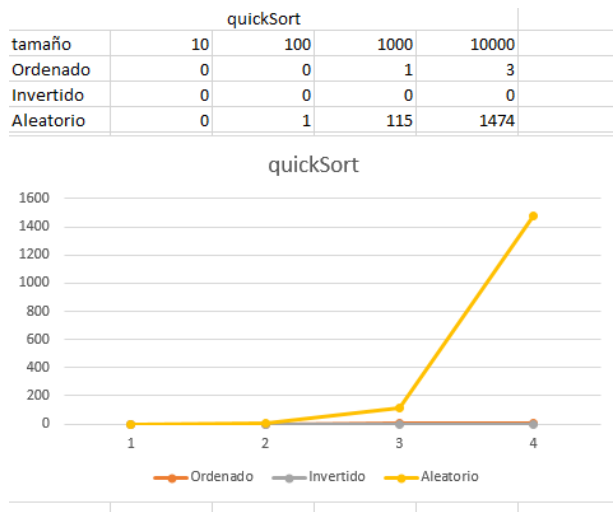 quickSort
tamaño 10 100 1000 10000
Ordenado 0 0 1 3
Invertido 0 0 0 0
Aleatorio 0 1 115 1474
quickSort
1600
1400
1200
1000
800
600
400
200
0
1 2 3 4
Ordenado Invertido Aleatorio